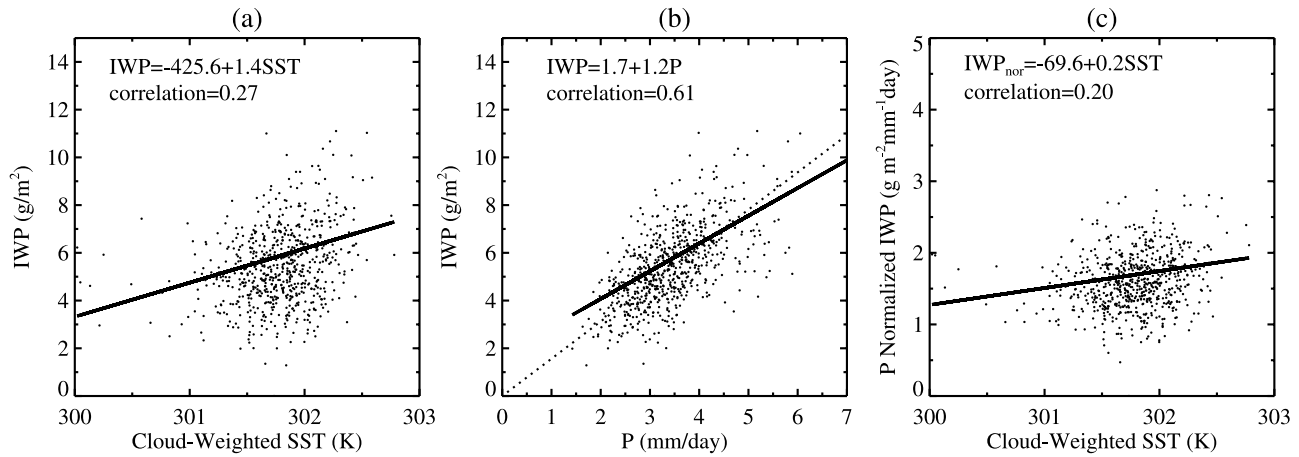 (a)
IWP=-425.6+1.4SST
correlation=0.27
IWP (g/m²)
14
12
10
8
6
4
2
0
300 301 302 303
Cloud-Weighted SST (K)
(b)
IWP=1.7+1.2P
correlation=0.61
IWP (g/m²)
14
12
10
8
6
4
2
0
0 1 2 3 4 5 6 7
P (mm/day)
(c)
IWPnor=-69.6+0.2SST
correlation=0.20
P Normalized IWP (g m⁻²mm⁻¹day)
5
4
3
2
1
0
300 301 302 303
Cloud-Weighted SST (K)